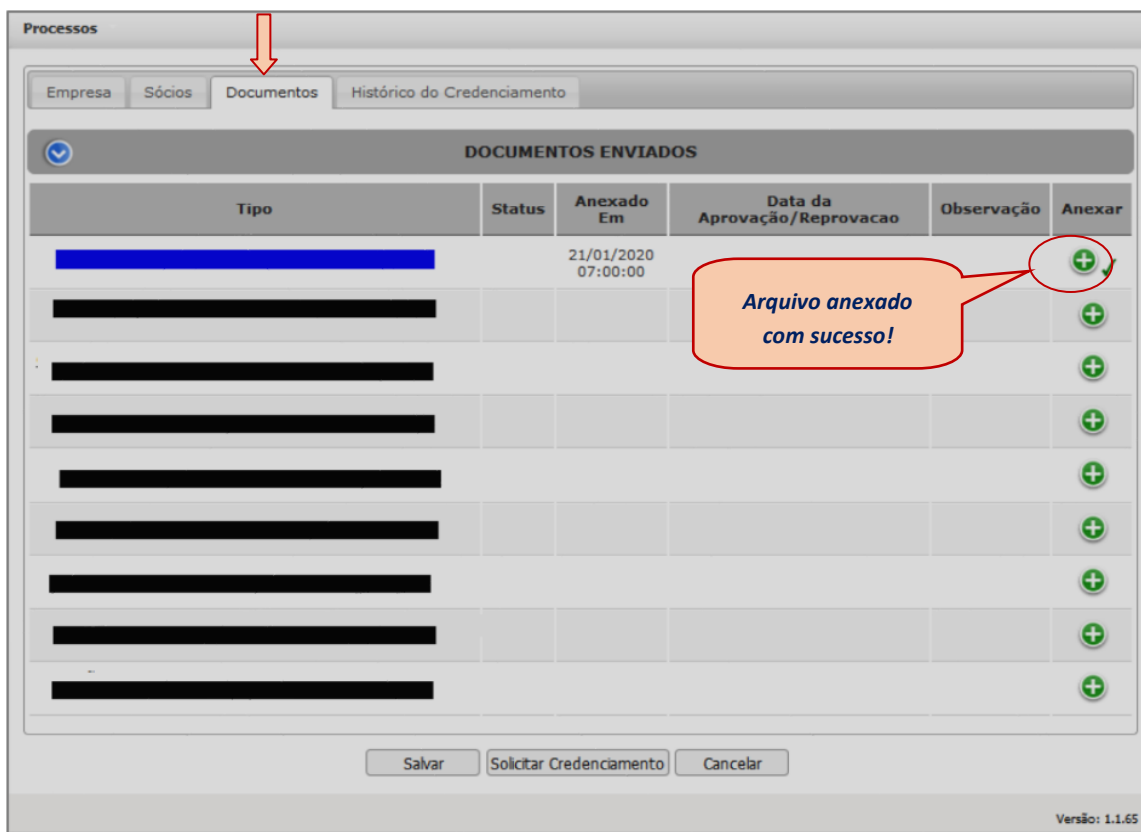 Processos
Empresa Sócios Documentos Histórico do Credenciamento
DOCUMENTOS ENVIADOS
Tipo Status Anexado Em Data da Aprovação/Reprovacao Observação Anexar
21/01/2020
07:00:00
Arquivo anexado
com sucesso!
Salvar Solicitar Credenciamento Cancelar
Versão: 1.1.65